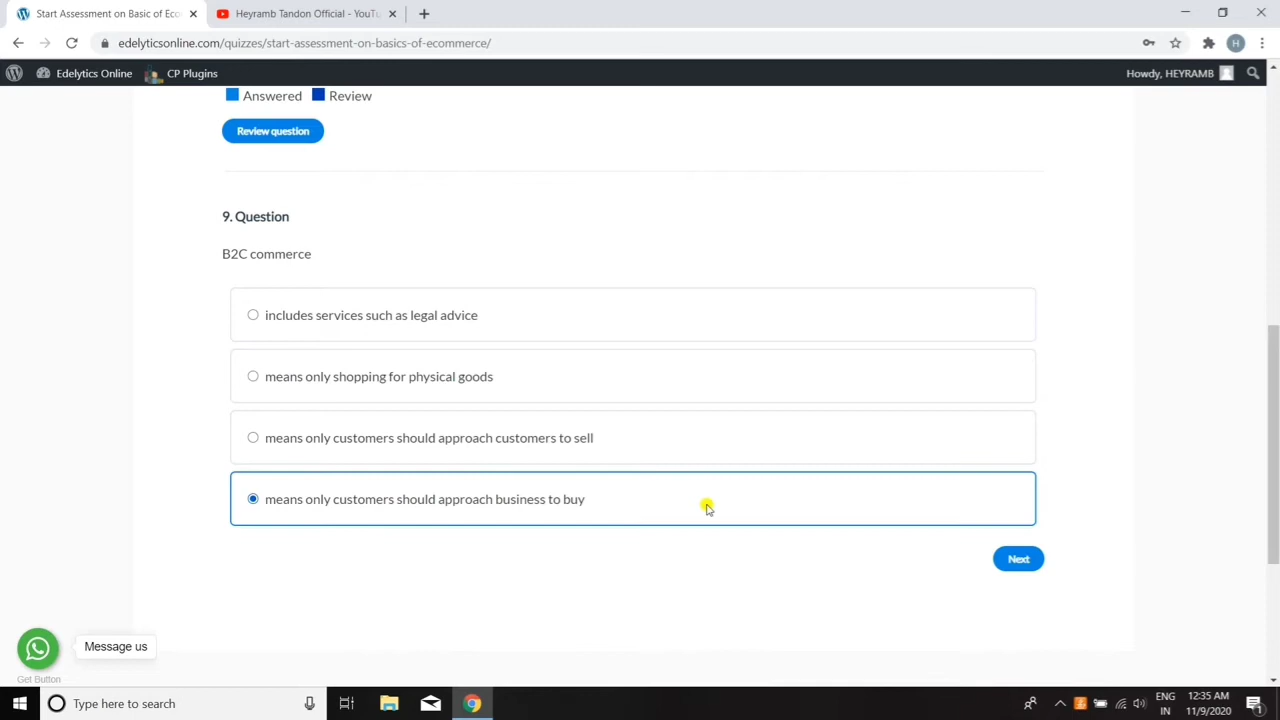 Start Assessment on Basic of Eco
Heyramb Tandon Official - YouTu
edelyticsonline.com/quizzes/start-assessment-on-basics-of-ecommerce/
H
Edelytics Online
CP Plugins
Howdy, HEYRAMB
Answered
Review
Review question
9. Question
B2C commerce
includes services such as legal advice
means only shopping for physical goods
means only customers should approach customers to sell
means only customers should approach business to buy
Next
Message us
Get Button
Type here to search
ENG
IN
12:35 AM
11/9/2020
1